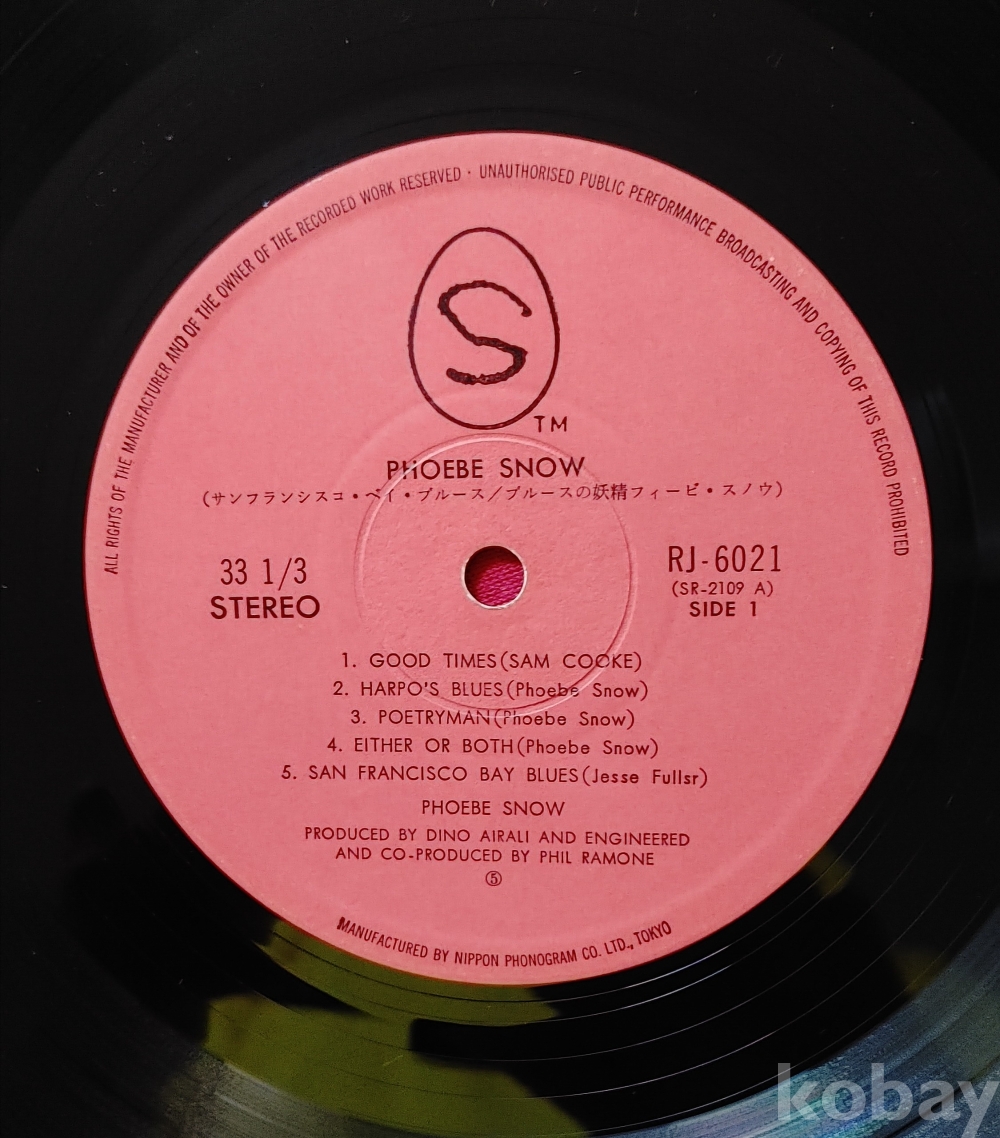 ALL RIGHTS OF THE MANUFACTURER AND OF THE OWNER OF THE RECORDED WORK RESERVED · UNAUTHORISED PUBLIC PERFORMANCE BROADCASTING AND COPYING OF THIS RECORD PROHIBITED
S
TM
PHOEBE SNOW
(サンフランシスコ・ベイ・ブルース／ブルースの妖精フィービ・スノウ)
33 1/3
STEREO
RJ-6021
(SR-2109 A)
SIDE 1
1. GOOD TIMES(SAM COOKE)
2. HARPO'S BLUES(Phoebe Snow)
3. POETRYMAN(Phoebe Snow)
4. EITHER OR BOTH(Phoebe Snow)
5. SAN FRANCISCO BAY BLUES(Jesse Fullsr)
PHOEBE SNOW
PRODUCED BY DINO AIRALI AND ENGINEERED
AND CO-PRODUCED BY PHIL RAMONE
⑤
MANUFACTURED BY NIPPON PHONOGRAM CO. LTD., TOKYO
kobay